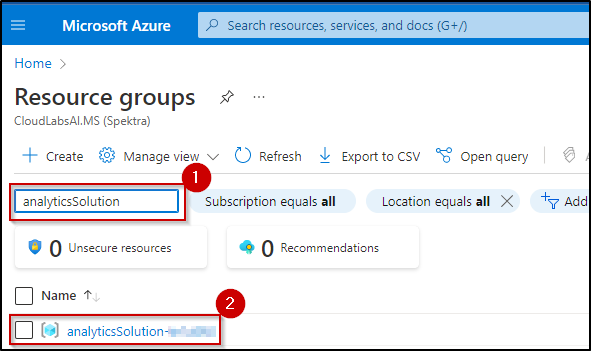 Microsoft Azure
Search resources, services, and docs (G+/)
Home
Resource groups
CloudLabsAI.MS (Spektra)
Create Manage view Refresh Export to CSV Open query
1
analyticsSolution Subscription equals all Location equals all Add
0 Unsecure resources 0 Recommendations
Name
2
analyticsSolution-